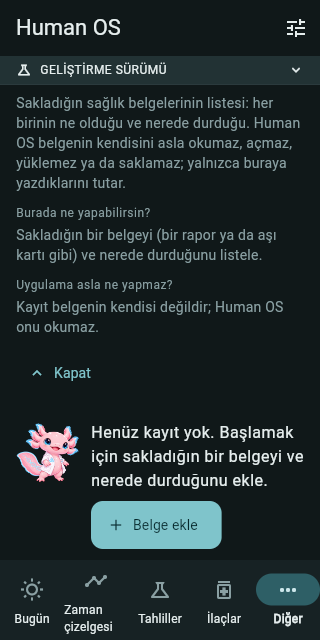 Human OS
GELİŞTİRME SÜRÜMÜ
Sakladığın sağlık belgelerinin listesi: her
birinin ne olduğu ve nerede durduğu. Human
OS belgenin kendisini asla okumaz, açmaz,
yüklemez ya da saklamaz; yalnızca buraya
yazdıklarını tutar.
Burada ne yapabilirsin?
Sakladığın bir belgeyi (bir rapor ya da aşı
kartı gibi) ve nerede durduğunu listele.
Uygulama asla ne yapmaz?
Kayıt belgenin kendisi değildir; Human OS
onu okumaz.
Kapat
Henüz kayıt yok. Başlamak
için sakladığın bir belgeyi ve
nerede durduğunu ekle.
Belge ekle
Bugün
Zaman
çizelgesi
Tahliller
İlaçlar
Diğer